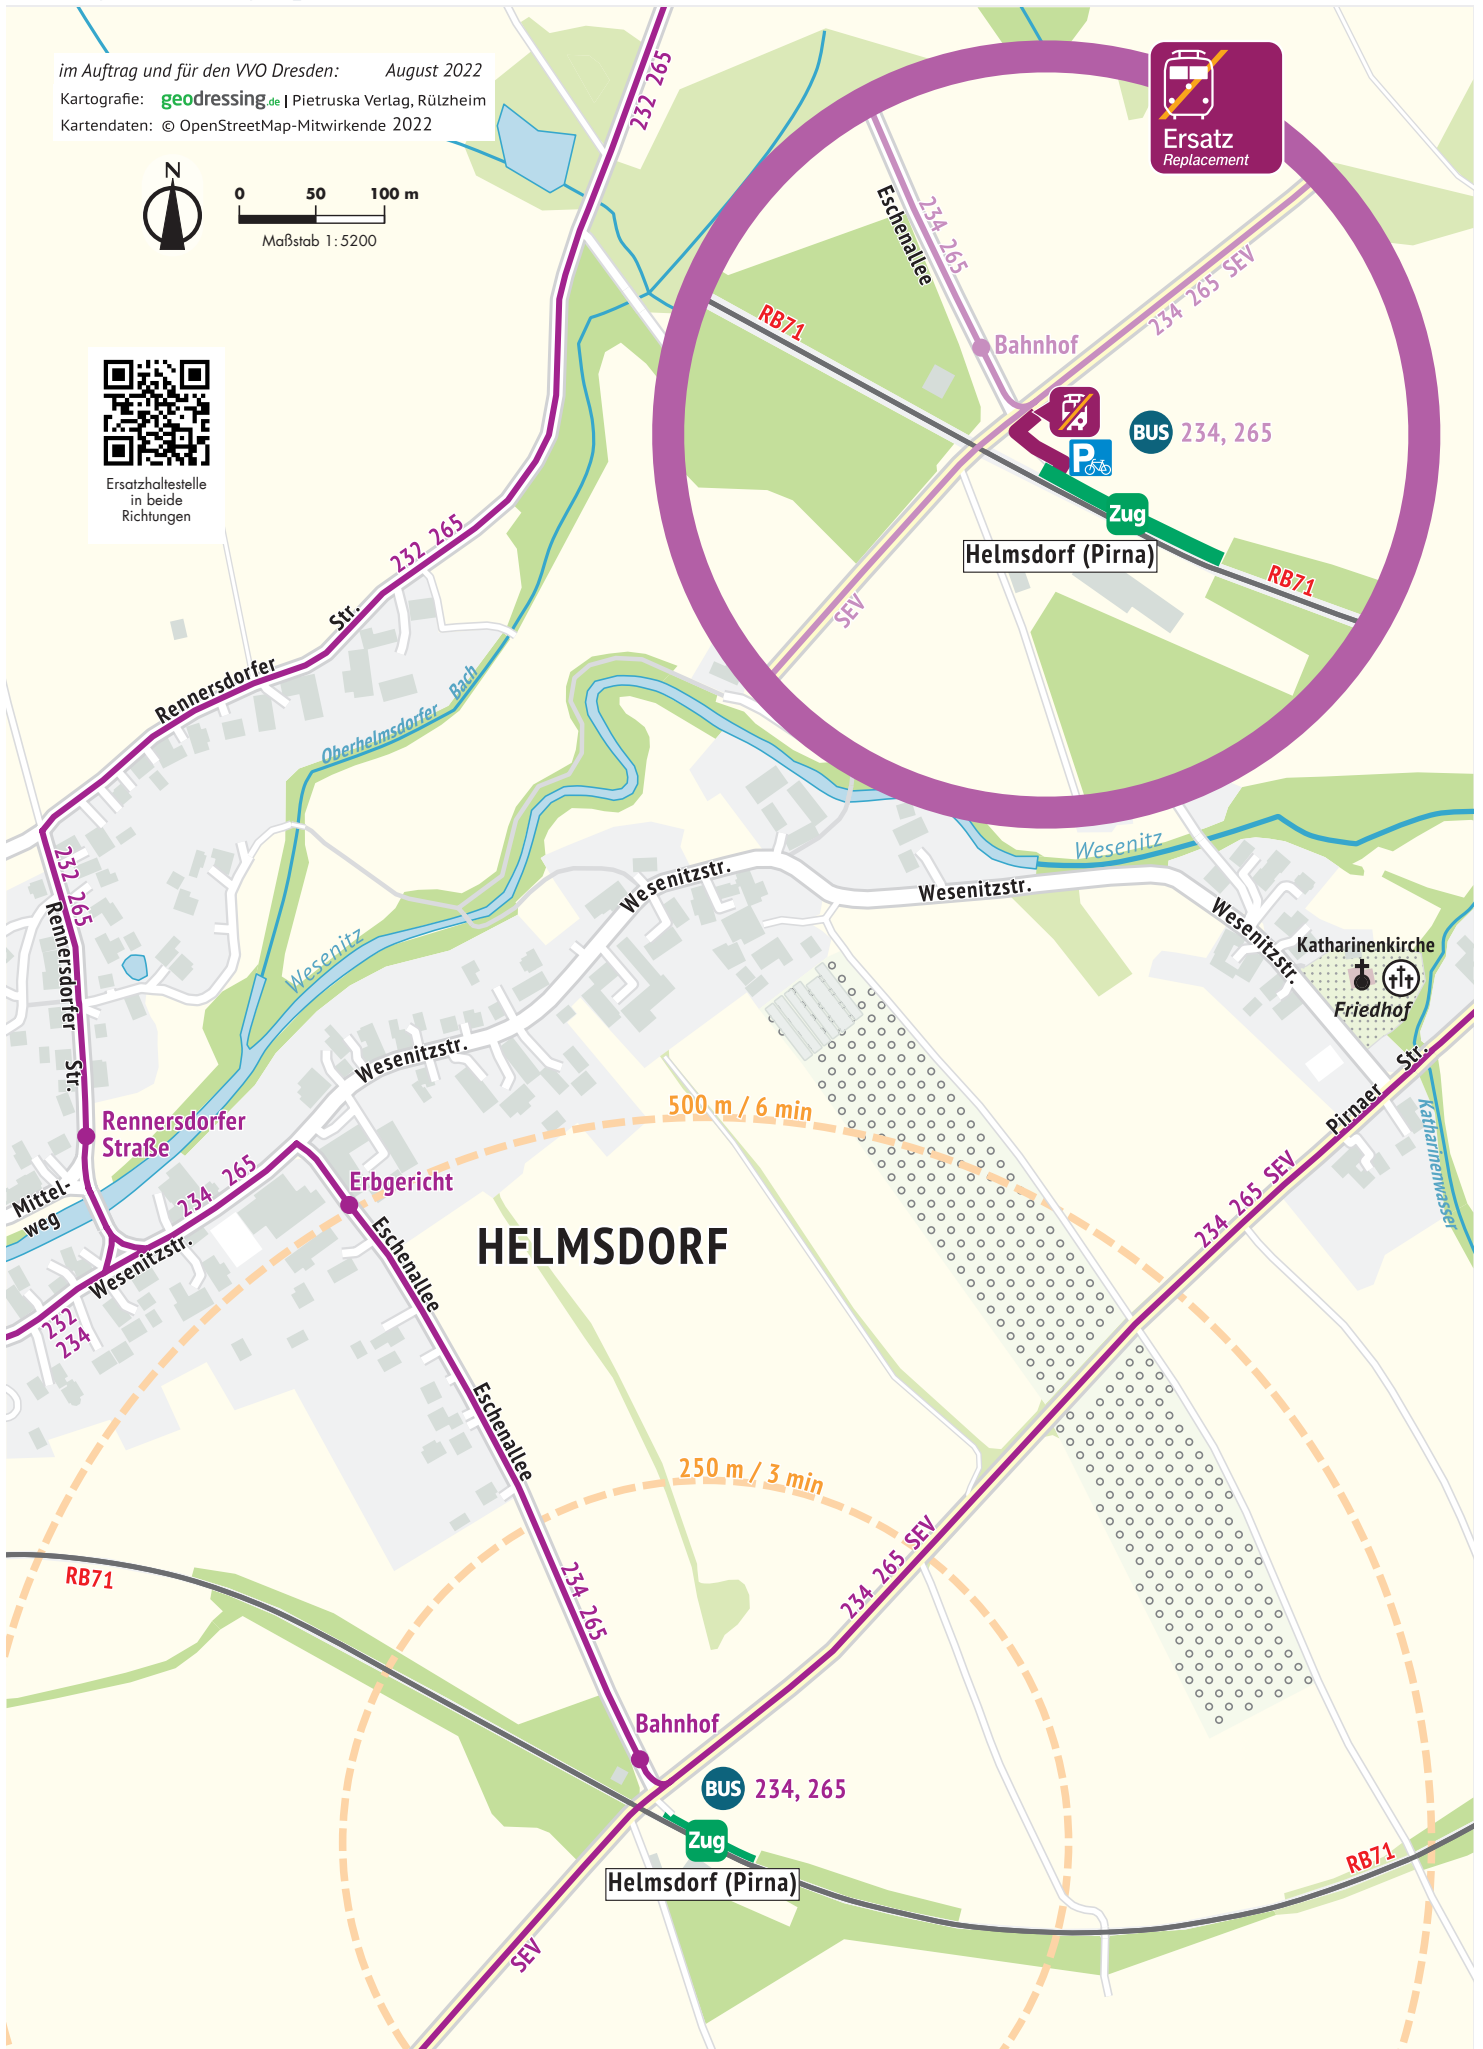 im Auftrag und für den VVO Dresden: August 2022
Kartografie: geodressing.de | Pietruska Verlag, Rülzheim
Kartendaten: © OpenStreetMap-Mitwirkende 2022
N
0 50 100 m
Maßstab 1 : 5200
Ersatzhaltestelle
in beide
Richtungen
232 265
Ersatz
Replacement
Eschenallee
234 265
234 265 SEV
RB71
Bahnhof
BUS 234, 265
P
Zug
Helmsdorf (Pirna)
RB71
SEV
232 265
Str.
Rennersdorfer
Bach
Oberhelmsdorfer
232 265
Rennersdorfer
Str.
Wesenitz
Wesenitz
Wesenitzstr.
Wesenitzstr.
Wesenitzstr.
Wesenitzstr.
Katharinenkirche
Friedhof
Pirnaer Str.
Katharinenwasser
500 m / 6 min
Rennersdorfer
Straße
Mittel-
weg
234 265
Erbgericht
Wesenitzstr.
232
234
Eschenallee
HELMSDORF
234 265 SEV
Eschenallee
250 m / 3 min
234 265 SEV
RB71
234 265
Bahnhof
BUS 234, 265
Zug
Helmsdorf (Pirna)
RB71
SEV